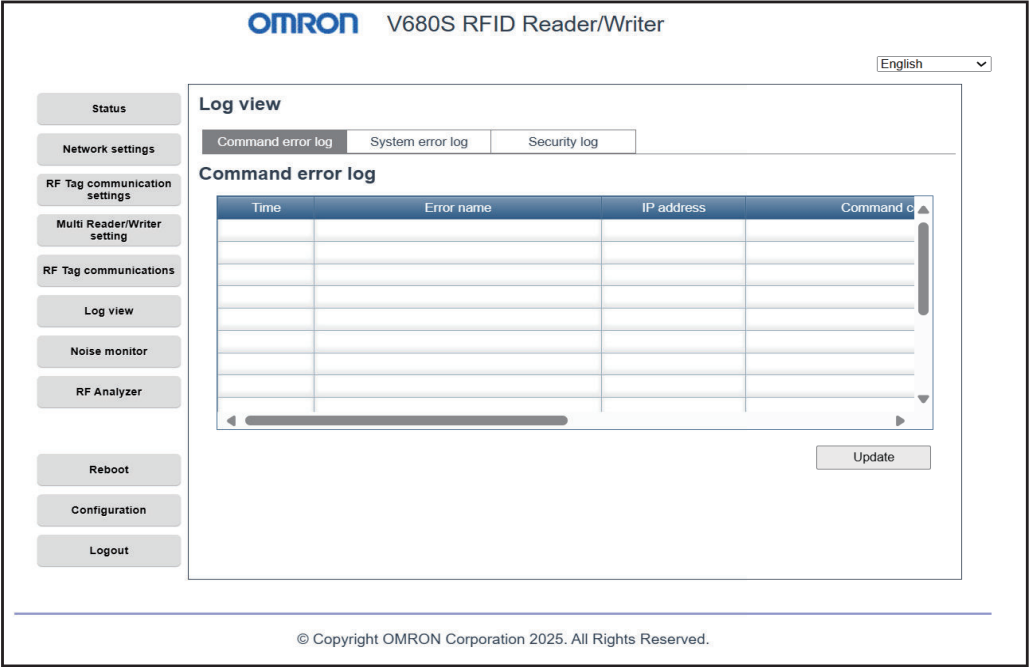 OMRON V680S RFID Reader/Writer
English
Status
Network settings
RF Tag communication
settings
Multi Reader/Writer
setting
RF Tag communications
Log view
Noise monitor
RF Analyzer
Reboot
Configuration
Logout
Log view
Command error log System error log Security log
Command error log
Time Error name IP address Command c
Update
© Copyright OMRON Corporation 2025. All Rights Reserved.